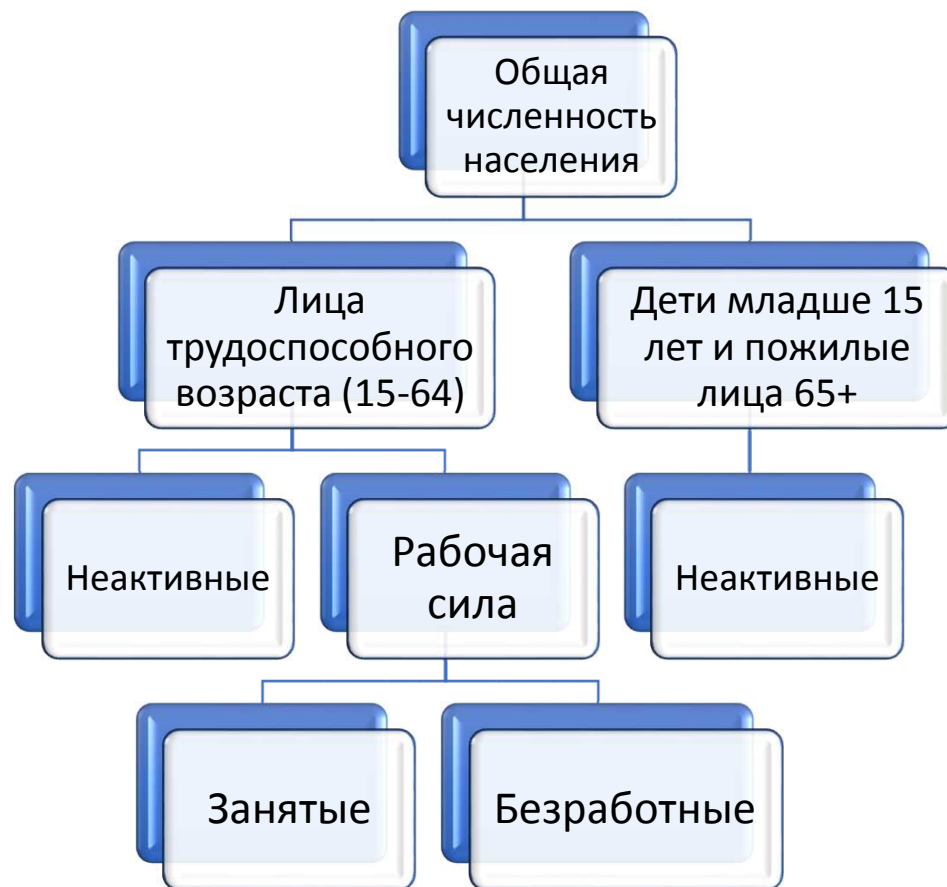 Общая
численность
населения
Лица
трудоспособного
возраста (15-64)
Дети младше 15
лет и пожилые
лица 65+
Неактивные
Рабочая
сила
Неактивные
Занятые
Безработные